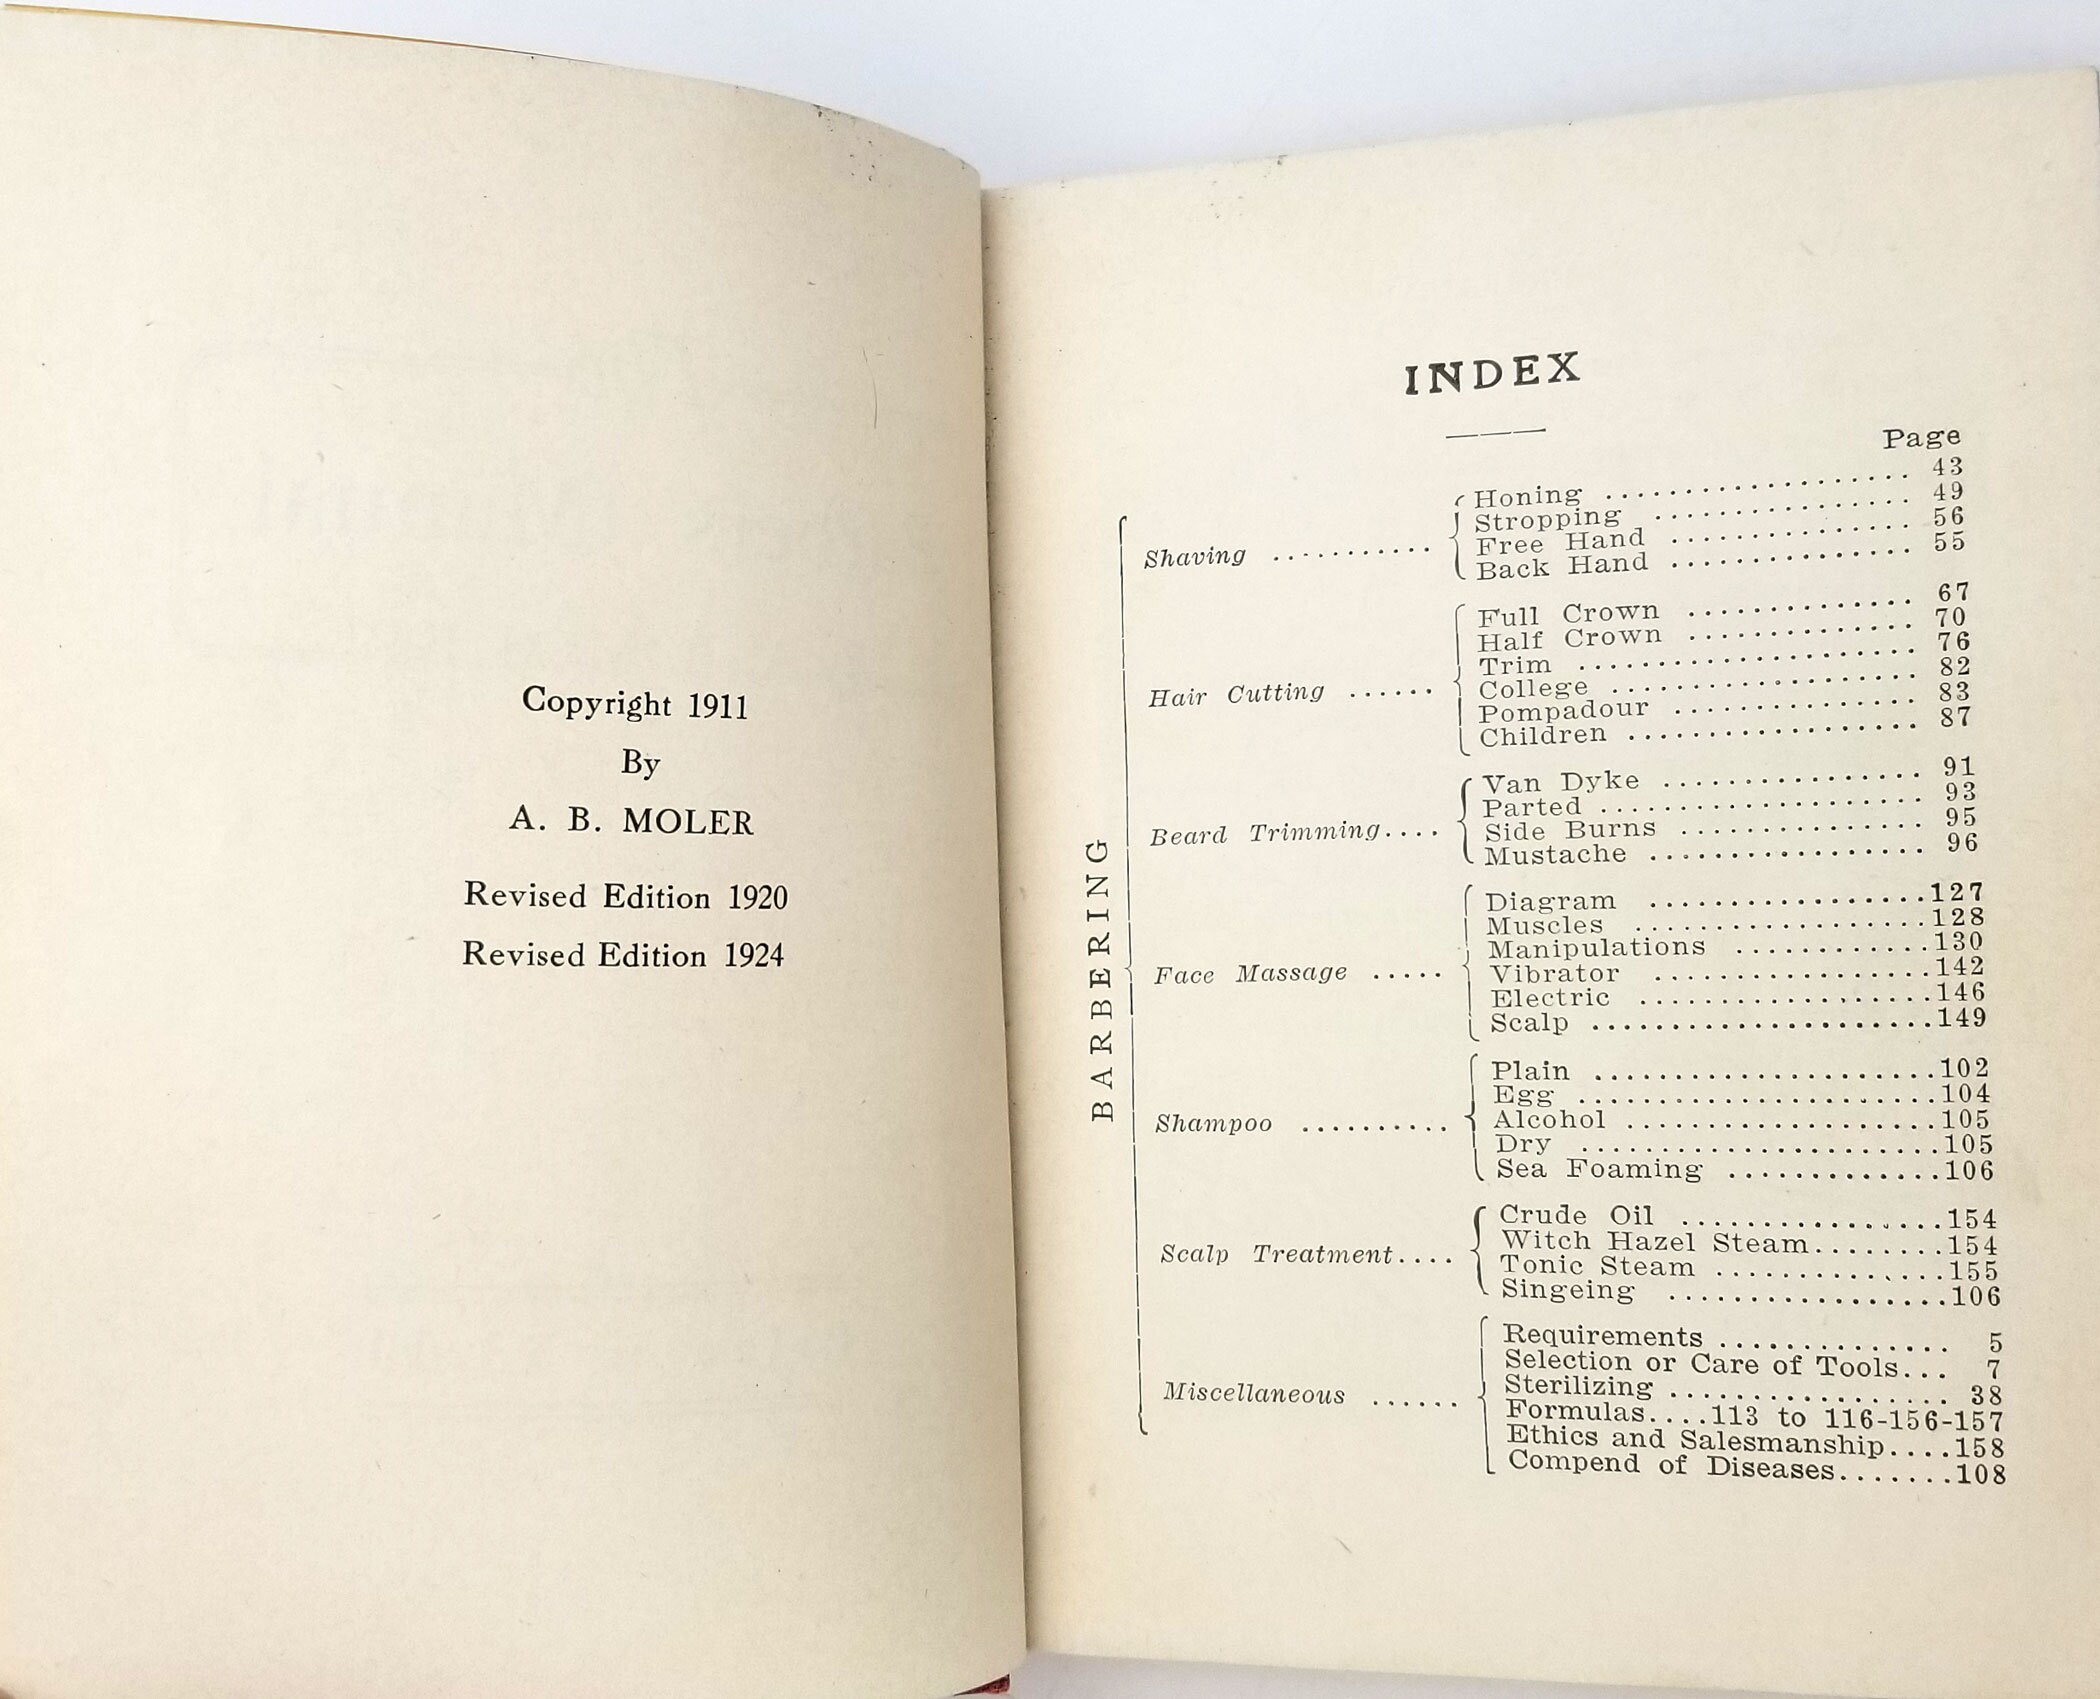 Copyright 1911
By
A. B. MOLER
Revised Edition 1920
Revised Edition 1924
INDEX
Page
BARBERING
Shaving ...........
Honing ................... 43
Stropping ................ 49
Free Hand ............... 56
Back Hand ............... 55
Hair Cutting ......
Full Crown .............. 67
Half Crown .............. 70
Trim ..................... 76
College ................... 82
Pompadour ............... 83
Children .................. 87
Beard Trimming....
Van Dyke ................ 91
Parted .................... 93
Side Burns ............... 95
Mustache ................. 96
Face Massage .....
Diagram ..................127
Muscles ...................128
Manipulations ............130
Vibrator ..................142
Electric ...................146
Scalp ......................149
Shampoo ..........
Plain ......................102
Egg .......................104
Alcohol ....................105
Dry .......................105
Sea Foaming .............106
Scalp Treatment....
Crude Oil .................154
Witch Hazel Steam........154
Tonic Steam ..............155
Singeing ..................106
Miscellaneous ......
Requirements .............. 5
Selection or Care of Tools... 7
Sterilizing .................. 38
Formulas....113 to 116-156-157
Ethics and Salesmanship....158
Compend of Diseases.......108